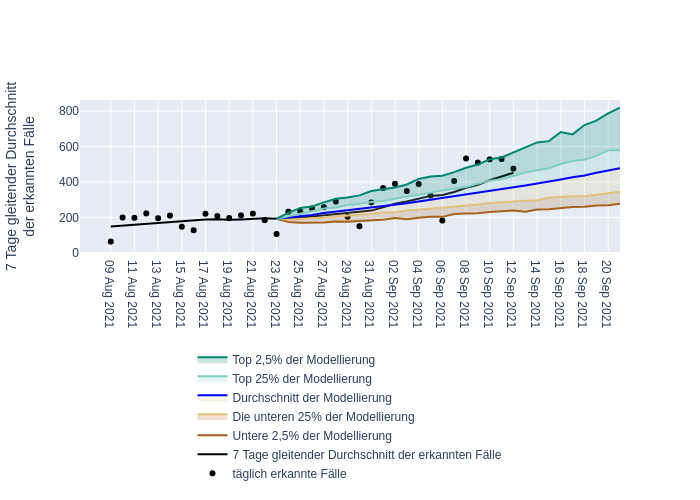 7 Tage gleitender Durchschnitt
der erkannten Fälle
800
600
400
200
0
09 Aug 2021
11 Aug 2021
13 Aug 2021
15 Aug 2021
17 Aug 2021
19 Aug 2021
21 Aug 2021
23 Aug 2021
25 Aug 2021
27 Aug 2021
29 Aug 2021
31 Aug 2021
02 Sep 2021
04 Sep 2021
06 Sep 2021
08 Sep 2021
10 Sep 2021
12 Sep 2021
14 Sep 2021
16 Sep 2021
18 Sep 2021
20 Sep 2021
Top 2,5% der Modellierung
Top 25% der Modellierung
Durchschnitt der Modellierung
Die unteren 25% der Modellierung
Untere 2,5% der Modellierung
7 Tage gleitender Durchschnitt der erkannten Fälle
täglich erkannte Fälle